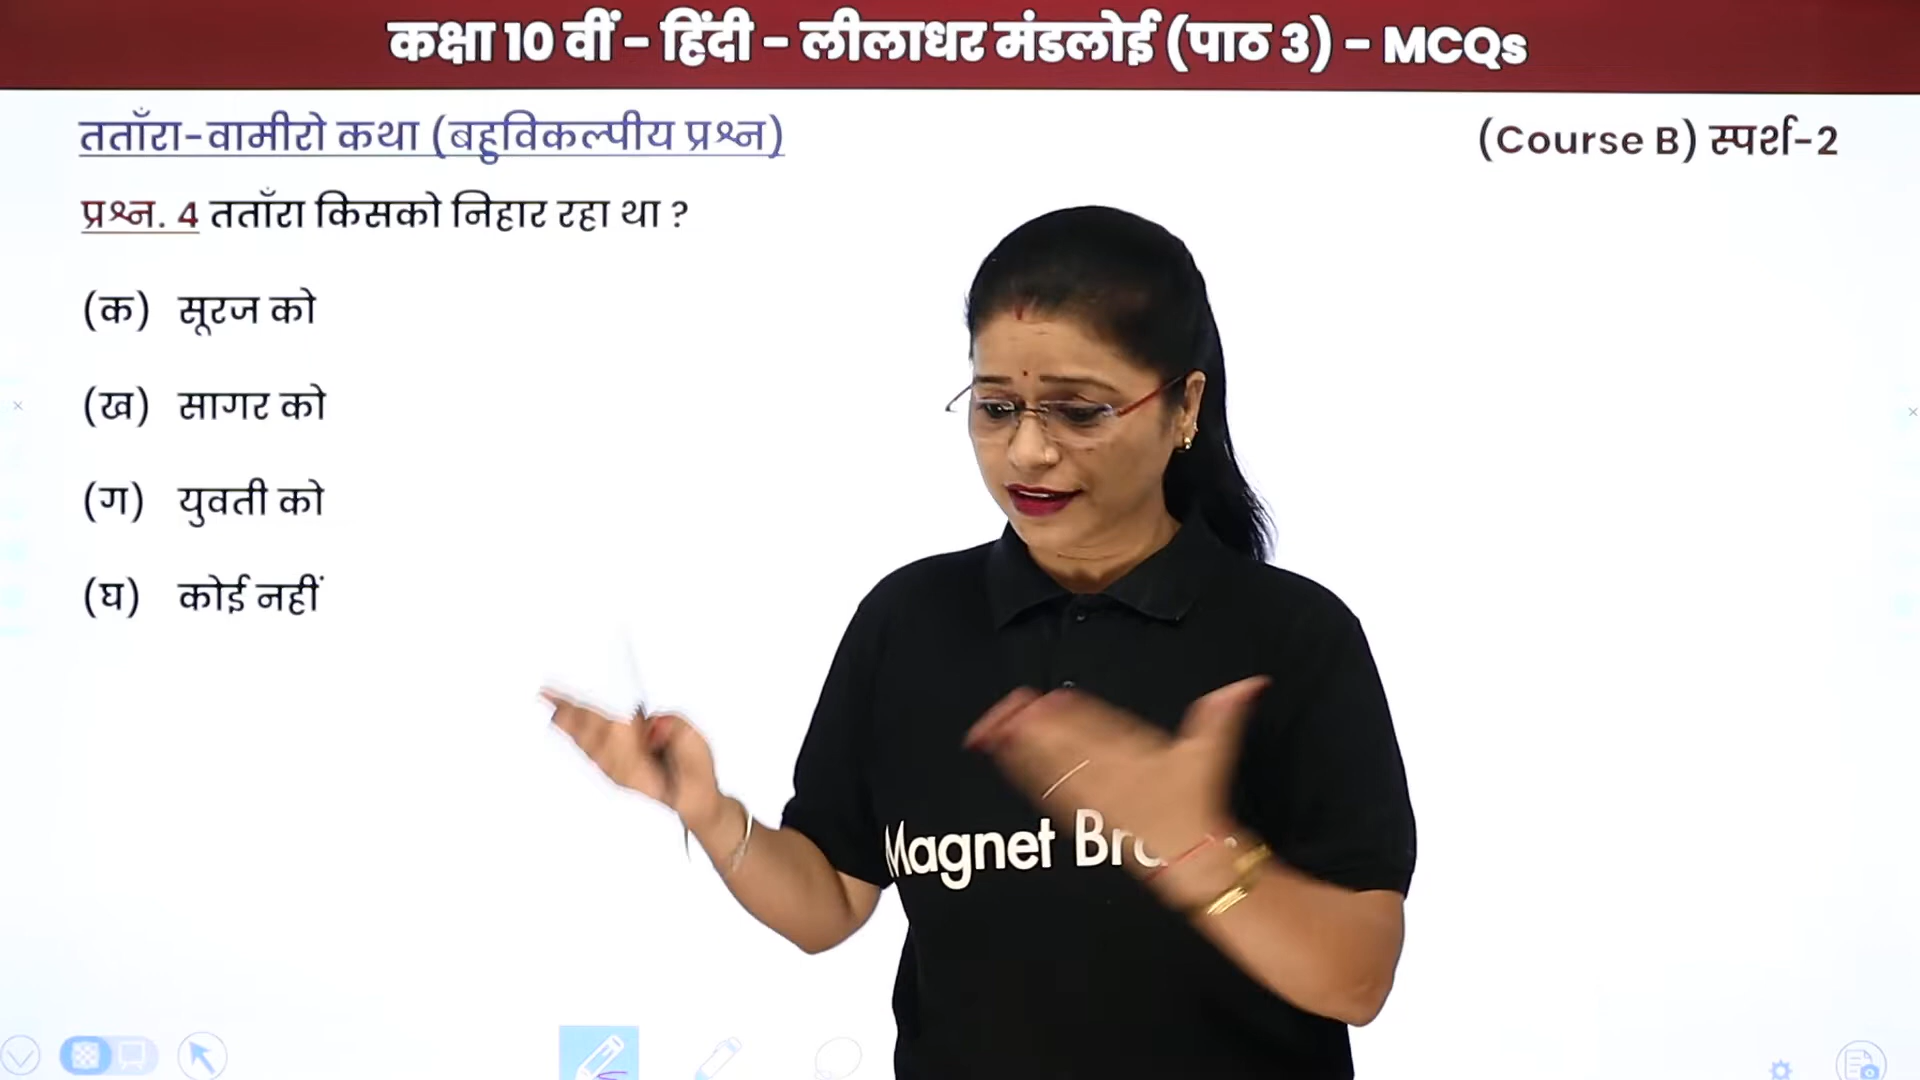 कक्षा 10 वीं - हिंदी - लीलाधर मंडलोई (पाठ 3) - MCQs
तताँरा-वामीरो कथा (बहुविकल्पीय प्रश्न)
(Course B) स्पर्श-2
प्रश्न. 4 तताँरा किसको निहार रहा था ?
(क) सूरज को
(ख) सागर को
(ग) युवती को
(घ) कोई नहीं
Magnet